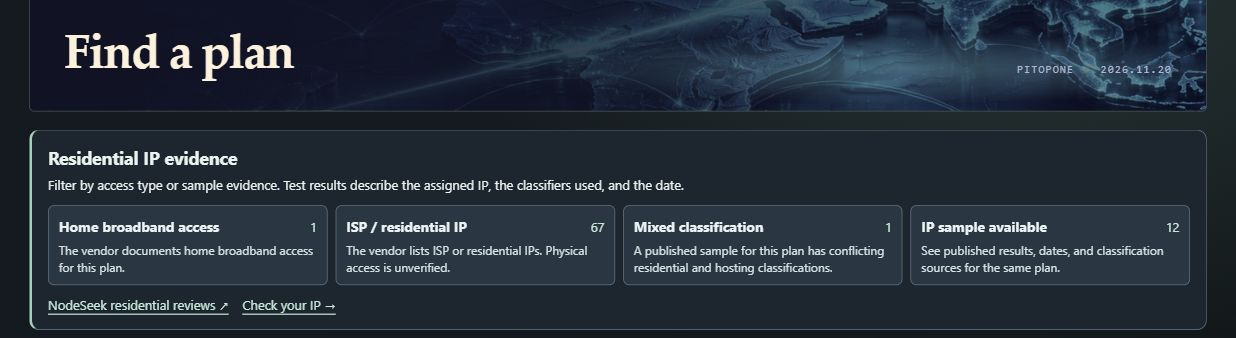 Find a plan
PITOPONE 2026.11.20
Residential IP evidence
Filter by access type or sample evidence. Test results describe the assigned IP, the classifiers used, and the date.
Home broadband access 1
The vendor documents home broadband access
for this plan.
ISP / residential IP 67
The vendor lists ISP or residential IPs. Physical
access is unverified.
Mixed classification 1
A published sample for this plan has conflicting
residential and hosting classifications.
IP sample available 12
See published results, dates, and classification
sources for the same plan.
NodeSeek residential reviews ↗ Check your IP →